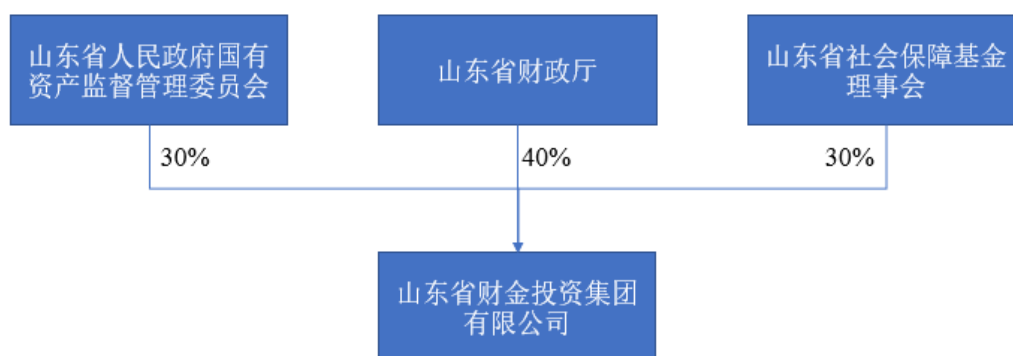 山东省人民政府国有
资产监督管理委员会
山东省财政厅
山东省社会保障基金
理事会
30%
40%
30%
山东省财金投资集团
有限公司